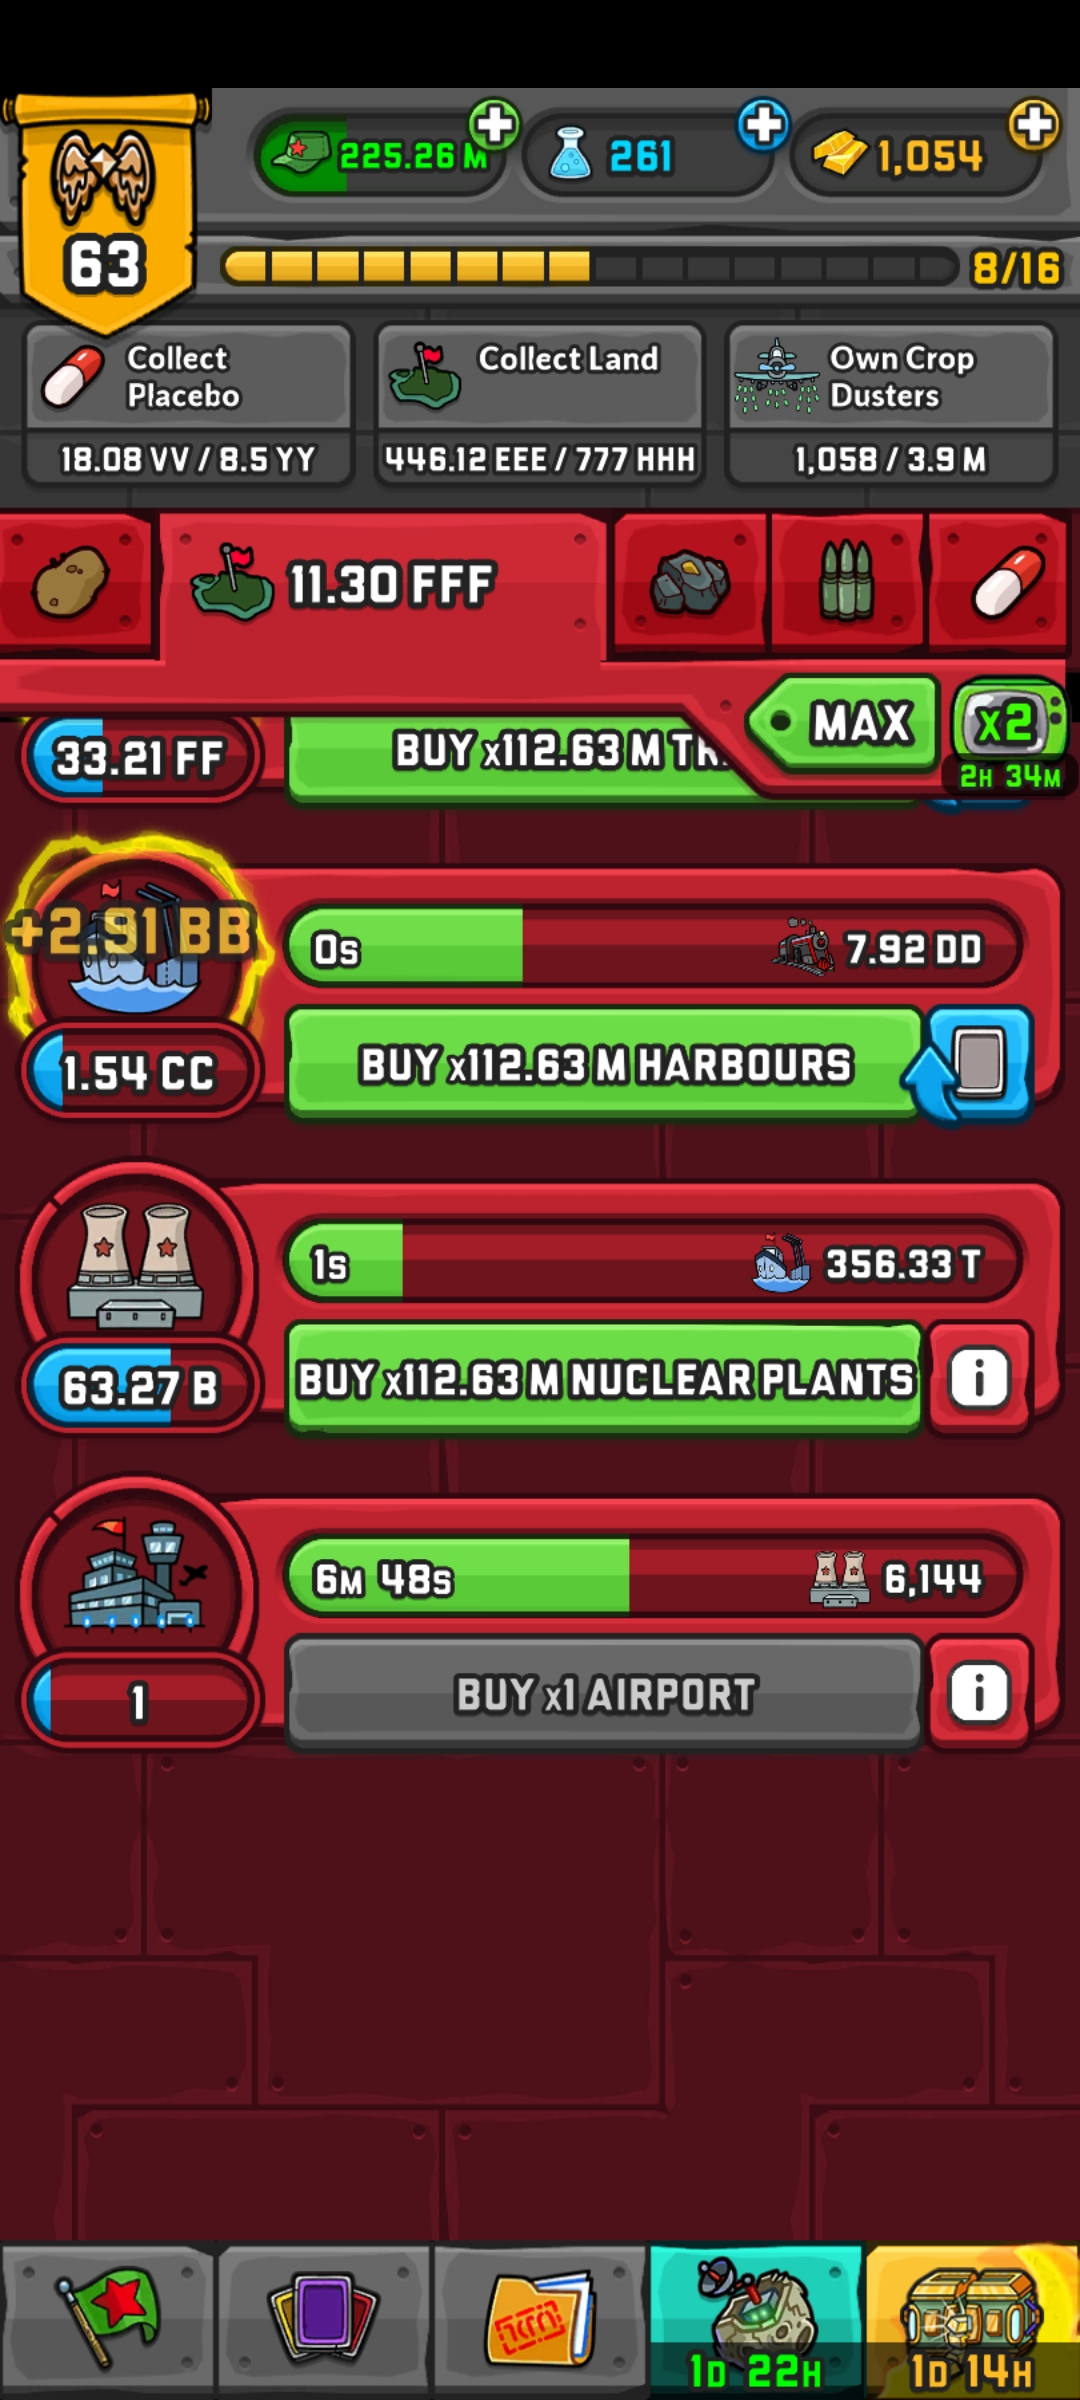 225.26 M
261
1,054
63
8/16
Collect
Placebo
18.08 VV / 8.5 YY
Collect Land
446.12 EEE / 777 HHH
Own Crop
Dusters
1,058 / 3.9 M
11.30 FFF
MAX
x2
2H 34M
33.21 FF
BUY x112.63 M TR
+2.91 BB
0s
7.92 DD
1.54 CC
BUY x112.63 M HARBOURS
1s
356.33 T
63.27 B
BUY x112.63 M NUCLEAR PLANTS
i
6M 48s
6,144
1
BUY x1 AIRPORT
i
1D 22H
1D 14H